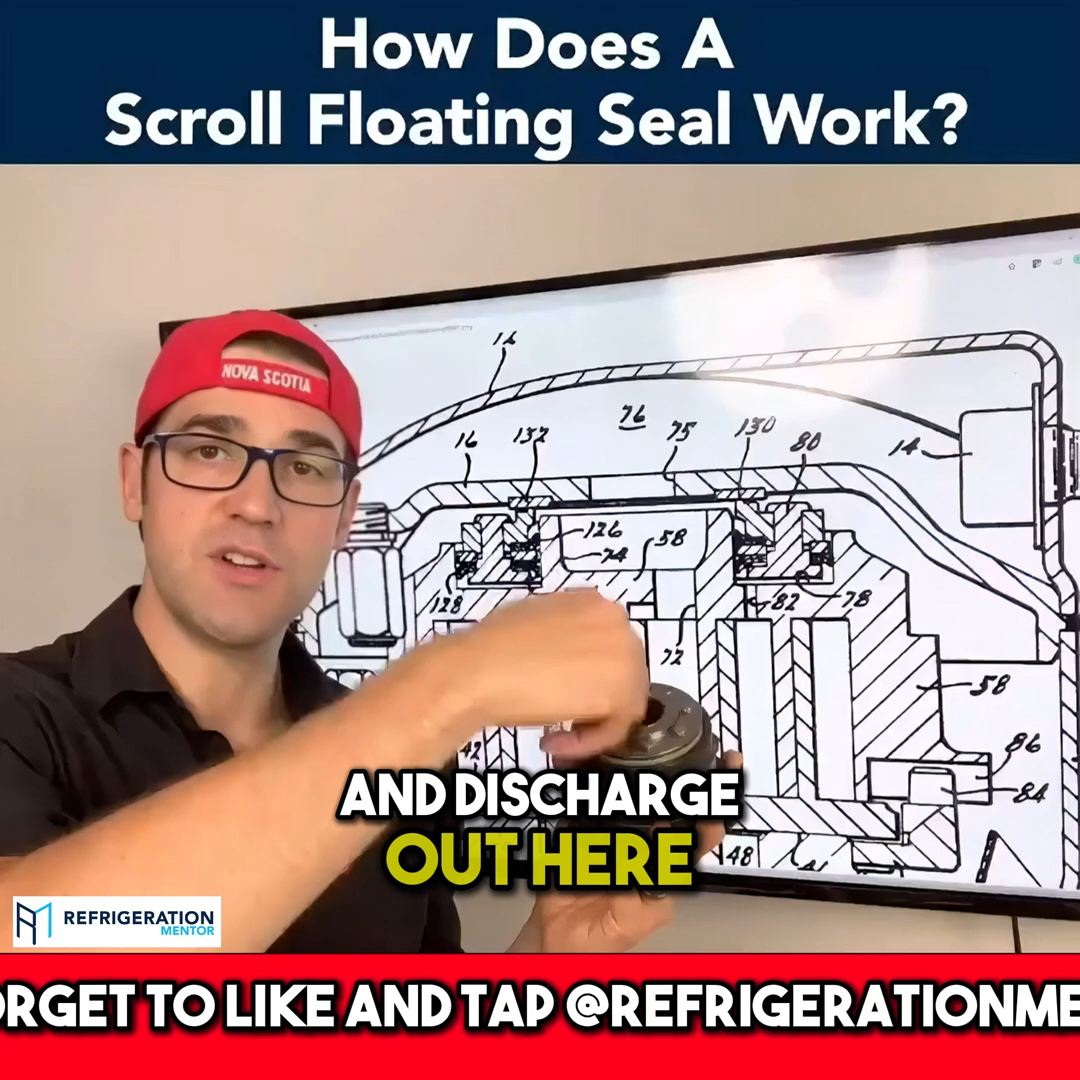 How Does A
Scroll Floating Seal Work?
NOVA SCOTIA
12
76
16
132
75
130
80
14
126
74
58
128
82
78
72
58
42
86
84
48
AND DISCHARGE
OUT HERE
REFRIGERATION
MENTOR
ORGET TO LIKE AND TAP @REFRIGERATIONME